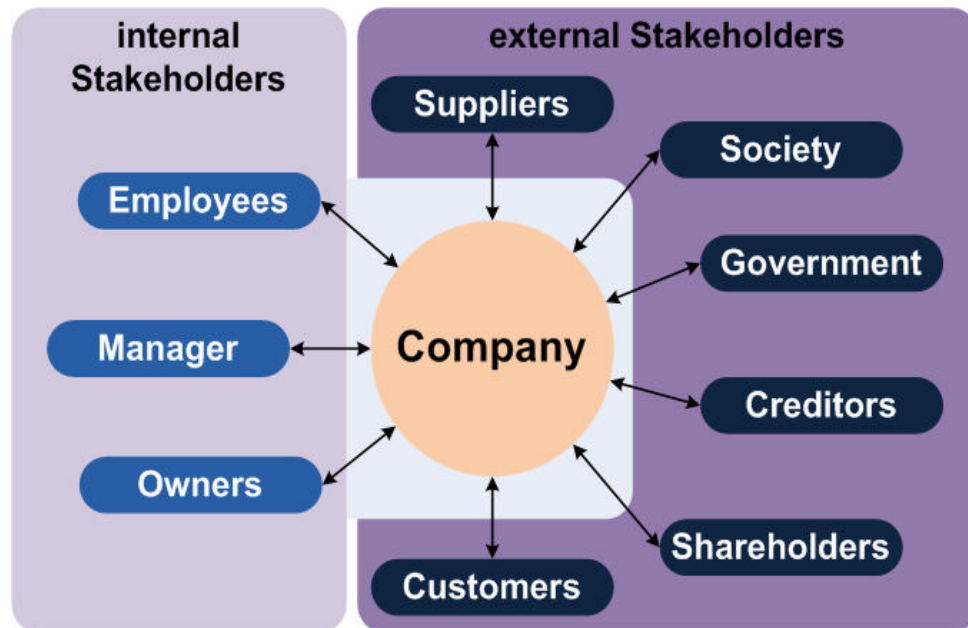 internal
Stakeholders
external Stakeholders
Suppliers
Society
Employees
Government
Manager
Company
Creditors
Owners
Shareholders
Customers